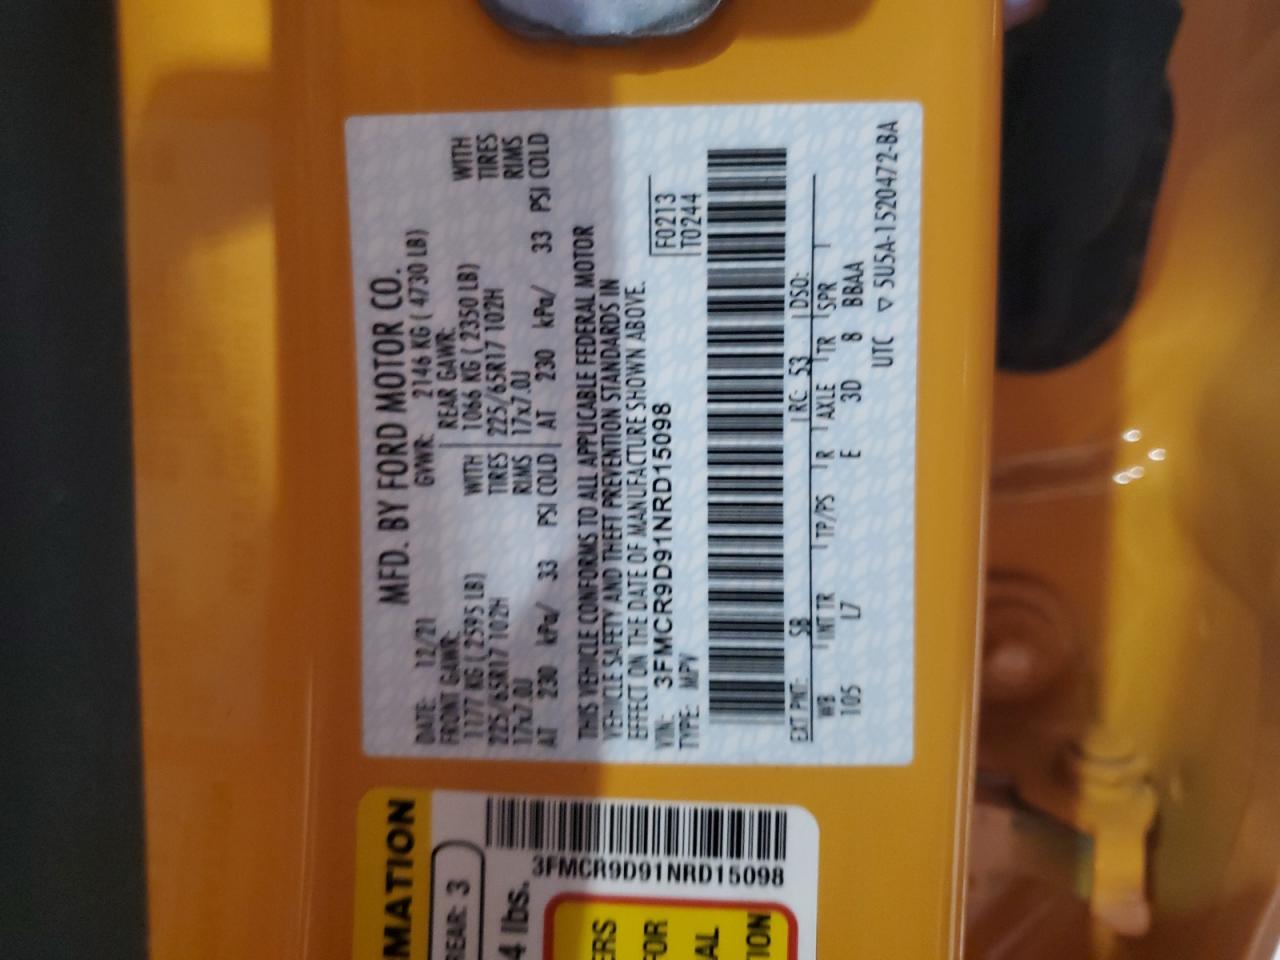 MFD. BY FORD MOTOR CO.
DATE: 12/21 GVWR: 2146 KG ( 4730 LB)
FRONT GAWR: REAR GAWR:
1177 KG ( 2595 LB) WITH 1066 KG ( 2350 LB) WITH
225/65R17 102H TIRES 225/65R17 102H TIRES
17x7.0J RIMS 17x7.0J RIMS
AT 230 kPa/ 33 PSI COLD AT 230 kPa/ 33 PSI COLD
THIS VEHICLE CONFORMS TO ALL APPLICABLE FEDERAL MOTOR
VEHICLE SAFETY AND THEFT PREVENTION STANDARDS IN
EFFECT ON THE DATE OF MANUFACTURE SHOWN ABOVE.
VIN: 3FMCR9D91NRD15098 F0213
TYPE: MPV T0244
EXT PNT: SB RC: 53 DSO:
WB INT TR TP/PS R AXLE TR SPR
105 L7 E 3D 8 BBAA
UTC ▽ 5U5A-1520472-BA
MATION
REAR: 3
4 lbs.
3FMCR9D91NRD15098
ERS
FOR
AL
TION